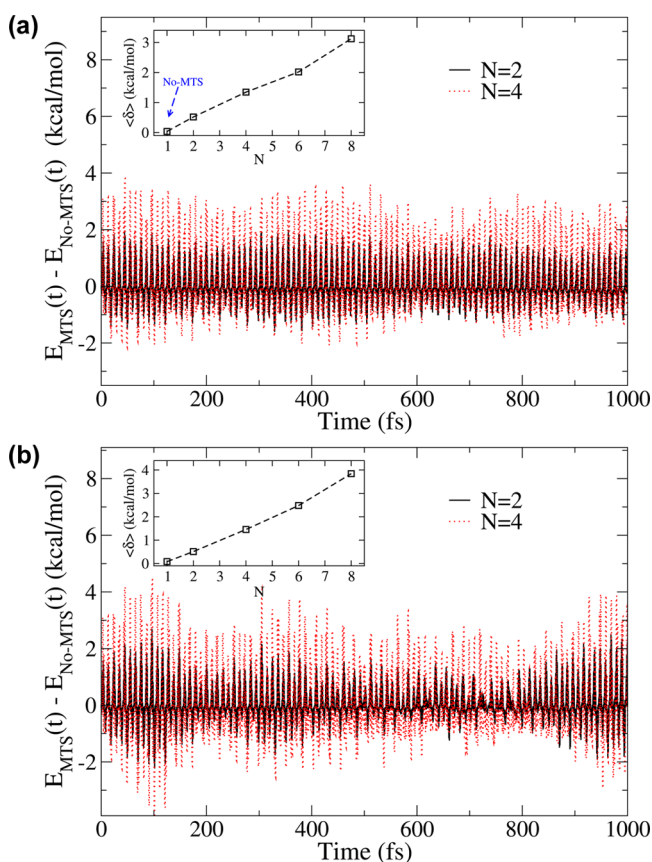 (a)
3
2
1
0
<δ> (kcal/mol)
No-MTS
1 2 3 4 5 6 7 8
N
N=2
N=4
8
6
4
2
0
-2
E_MTS(t) - E_No-MTS(t) (kcal/mol)
0 200 400 600 800 1000
Time (fs)
(b)
4
3
2
1
0
<δ> (kcal/mol)
1 2 3 4 5 6 7 8
N
N=2
N=4
8
6
4
2
0
-2
E_MTS(t) - E_No-MTS(t) (kcal/mol)
0 200 400 600 800 1000
Time (fs)